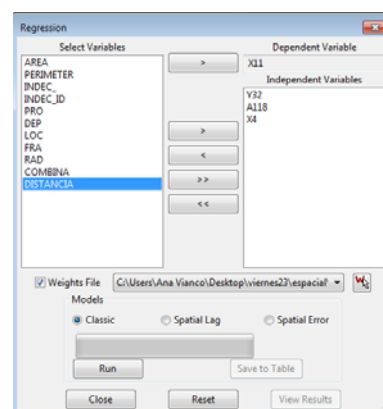 Regression
Select Variables
Dependent Variable
AREA
PERIMETER
INDEC_
INDEC_ID
PRO
DEP
LOC
FRA
RAD
COMBINA
DISTANCIA
>
X11
Independent Variables
V32
A118
X4
>
<
>>
<<
Weights File
C:\Users\Ana Vianco\Desktop\viernes23\espacial\
Models
Classic
Spatial Lag
Spatial Error
Run
Save to Table
Close
Reset
View Results